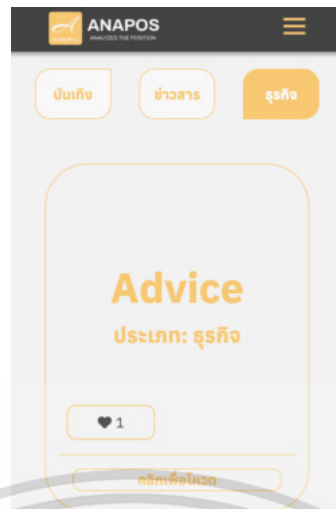 ANAPOS
ANALYZES THE POSITION
บันเทิง
ข่าวสาร
ธุรกิจ
Advice
ประเภท: ธุรกิจ
1
คลิกเพื่อโหวต